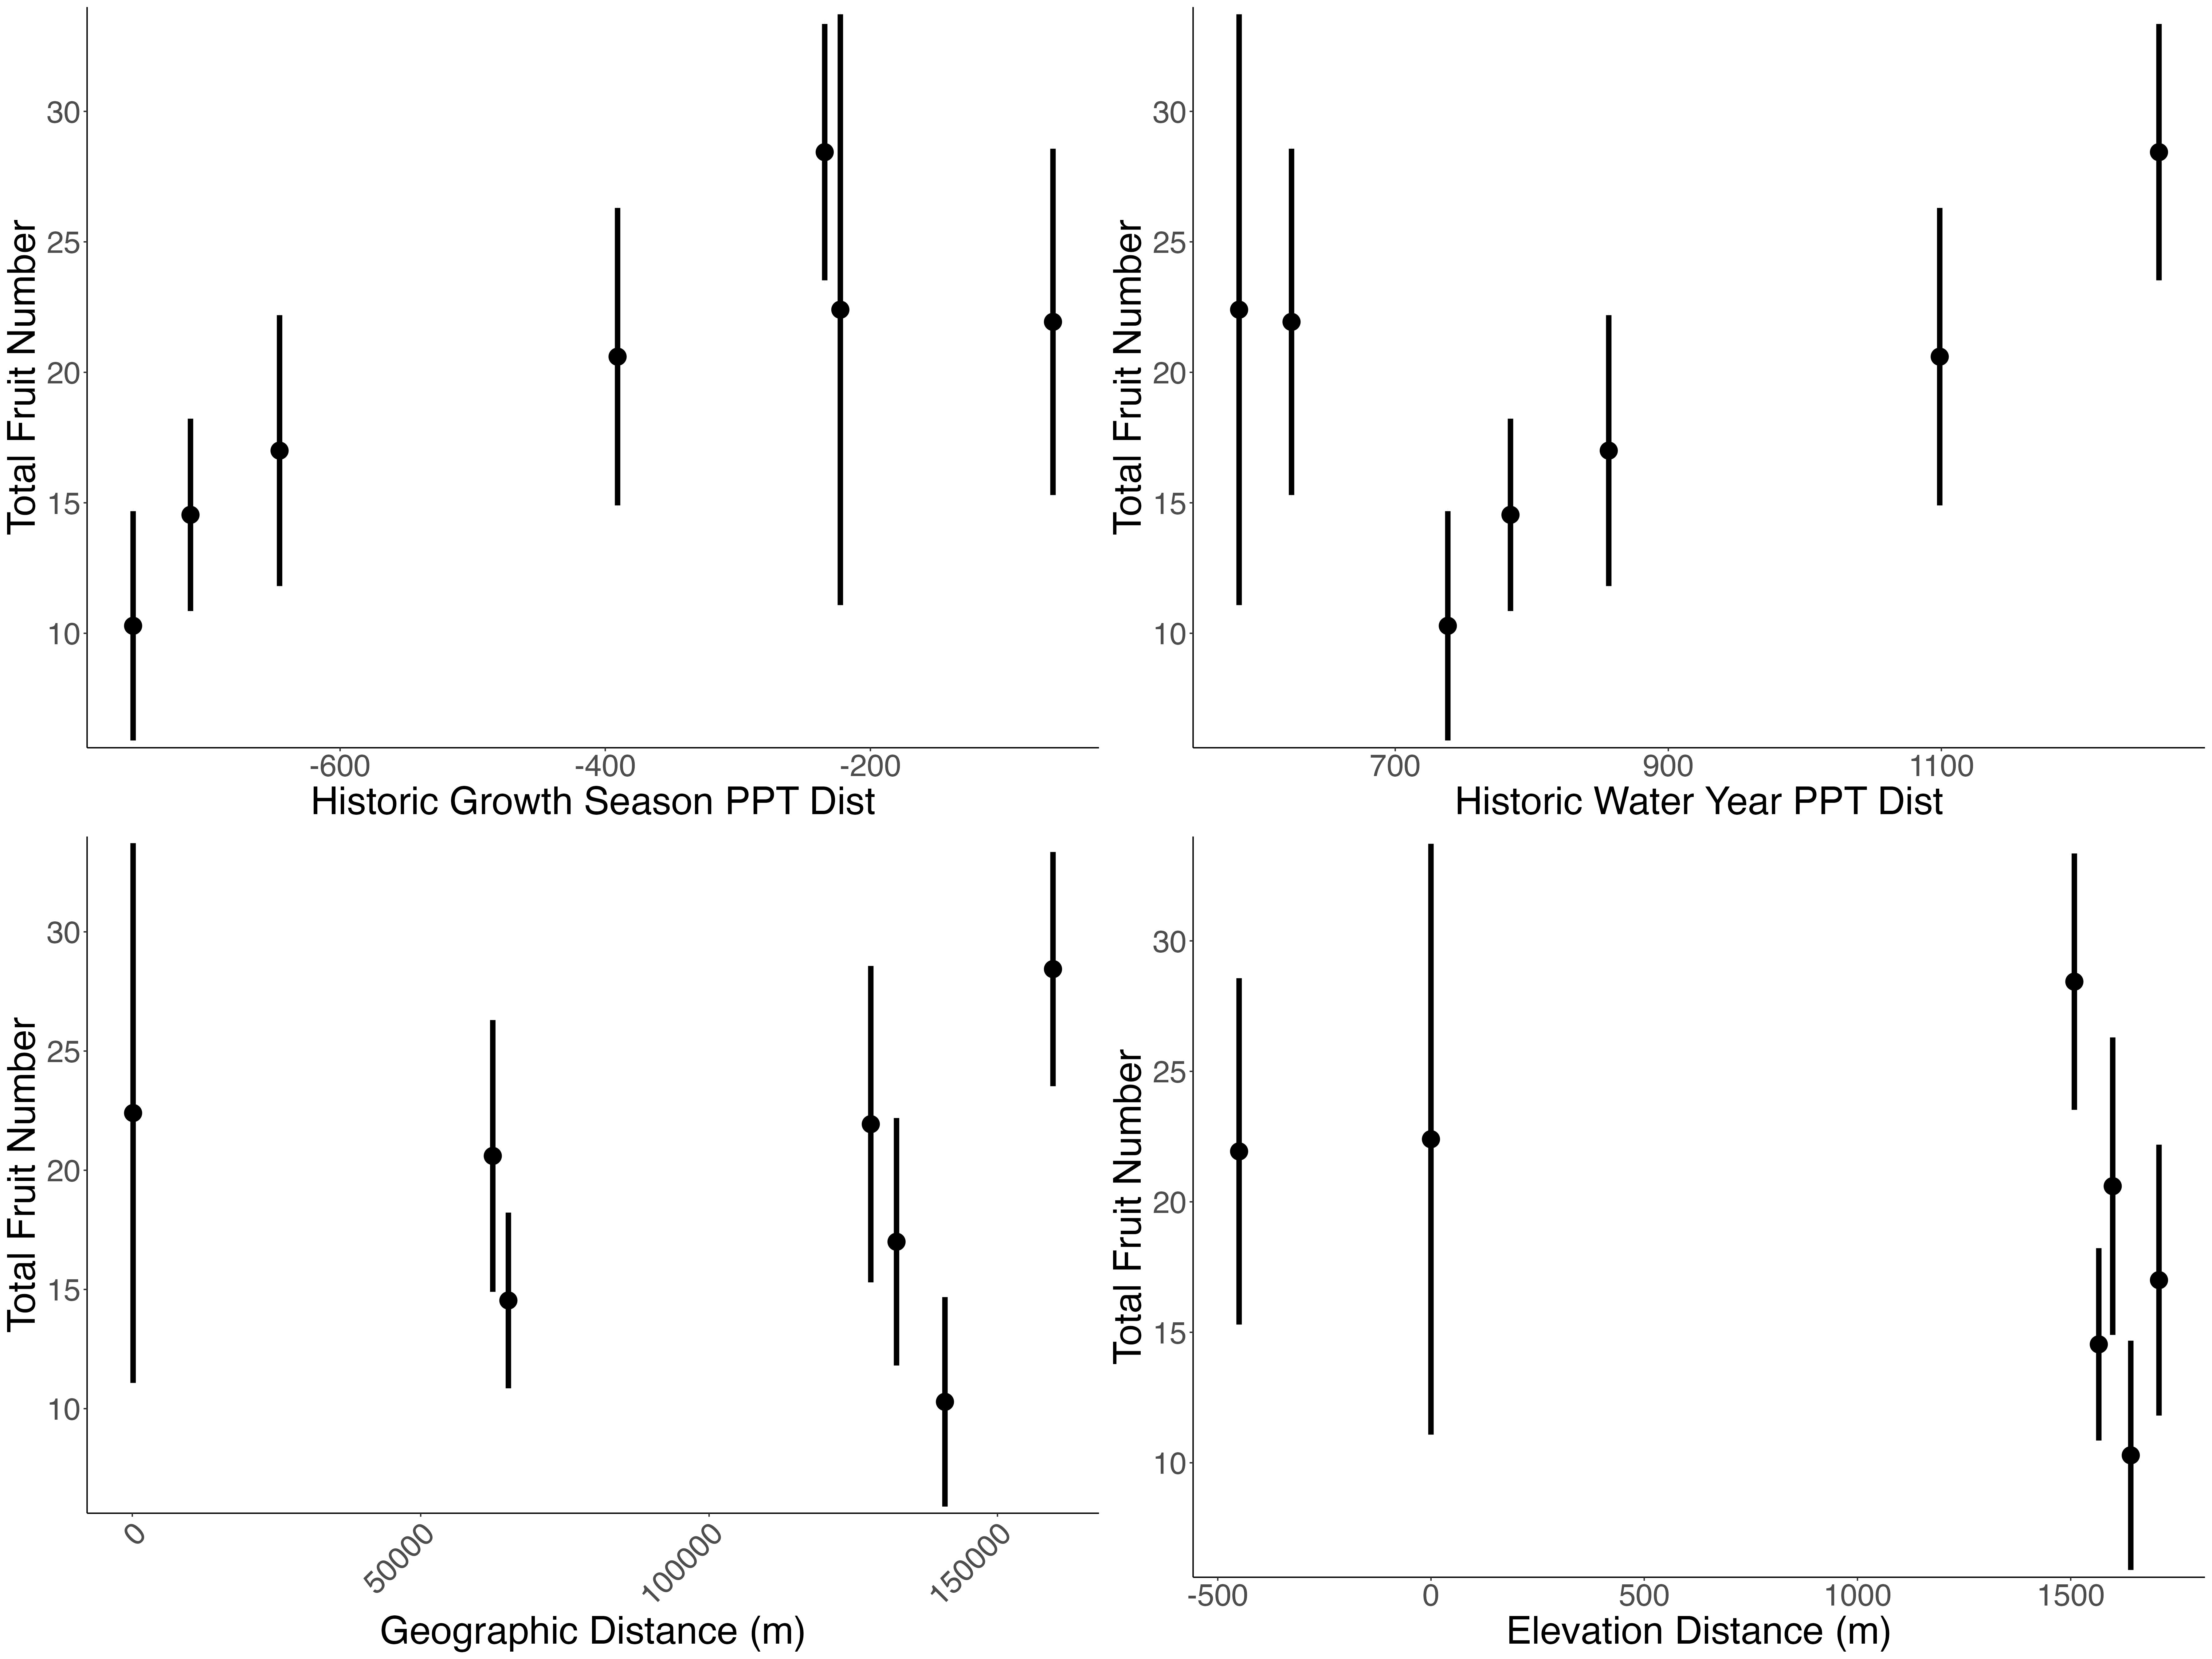 Total Fruit Number
30
25
20
15
10
-600 -400 -200
Historic Growth Season PPT Dist
Total Fruit Number
30
25
20
15
10
700 900 1100
Historic Water Year PPT Dist
Total Fruit Number
30
25
20
15
10
0 50000 100000 150000
Geographic Distance (m)
Total Fruit Number
30
25
20
15
10
-500 0 500 1000 1500
Elevation Distance (m)